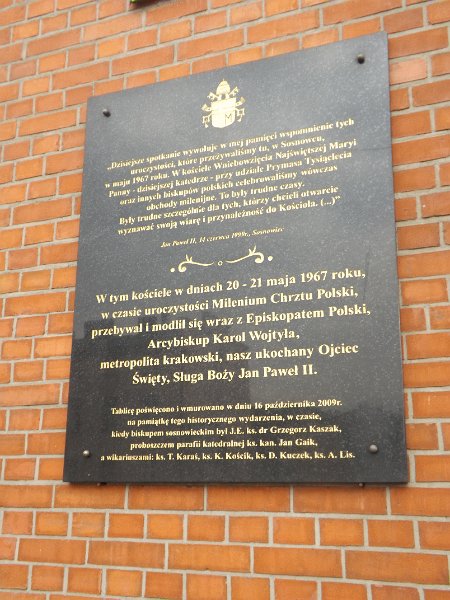 „Dzisiejsze spotkanie wywołuje w mej pamięci wspomnienie tych
uroczystości, które przeżywaliśmy tu, w Sosnowcu,
w maju 1967 roku. W kościele Wniebowzięcia Najświętszej Maryi
Panny - dzisiejszej katedrze - przy udziale Prymasa Tysiąclecia
oraz innych biskupów polskich celebrowaliśmy wówczas
obchody milenijne. To były trudne czasy.
Były trudne szczególnie dla tych, którzy chcieli otwarcie
wyznawać swoją wiarę i przynależność do Kościoła. (...)”
Jan Paweł II, 14 czerwca 1999r., Sosnowiec
W tym kościele w dniach 20 - 21 maja 1967 roku,
w czasie uroczystości Milenium Chrztu Polski,
przebywał i modlił się wraz z Episkopatem Polski,
Arcybiskup Karol Wojtyła,
metropolita krakowski, nasz ukochany Ojciec
Święty, Sługa Boży Jan Paweł II.
Tablicę poświęcono i wmurowano w dniu 16 października 2009r.
na pamiątkę tego historycznego wydarzenia, w czasie,
kiedy biskupem sosnowieckim był J.E. ks. dr Grzegorz Kaszak,
proboszczem parafii katedralnej ks. kan. Jan Gaik,
a wikariuszami: ks. T. Karaś, ks. K. Kościk, ks. D. Kuczek, ks. A. Lis.